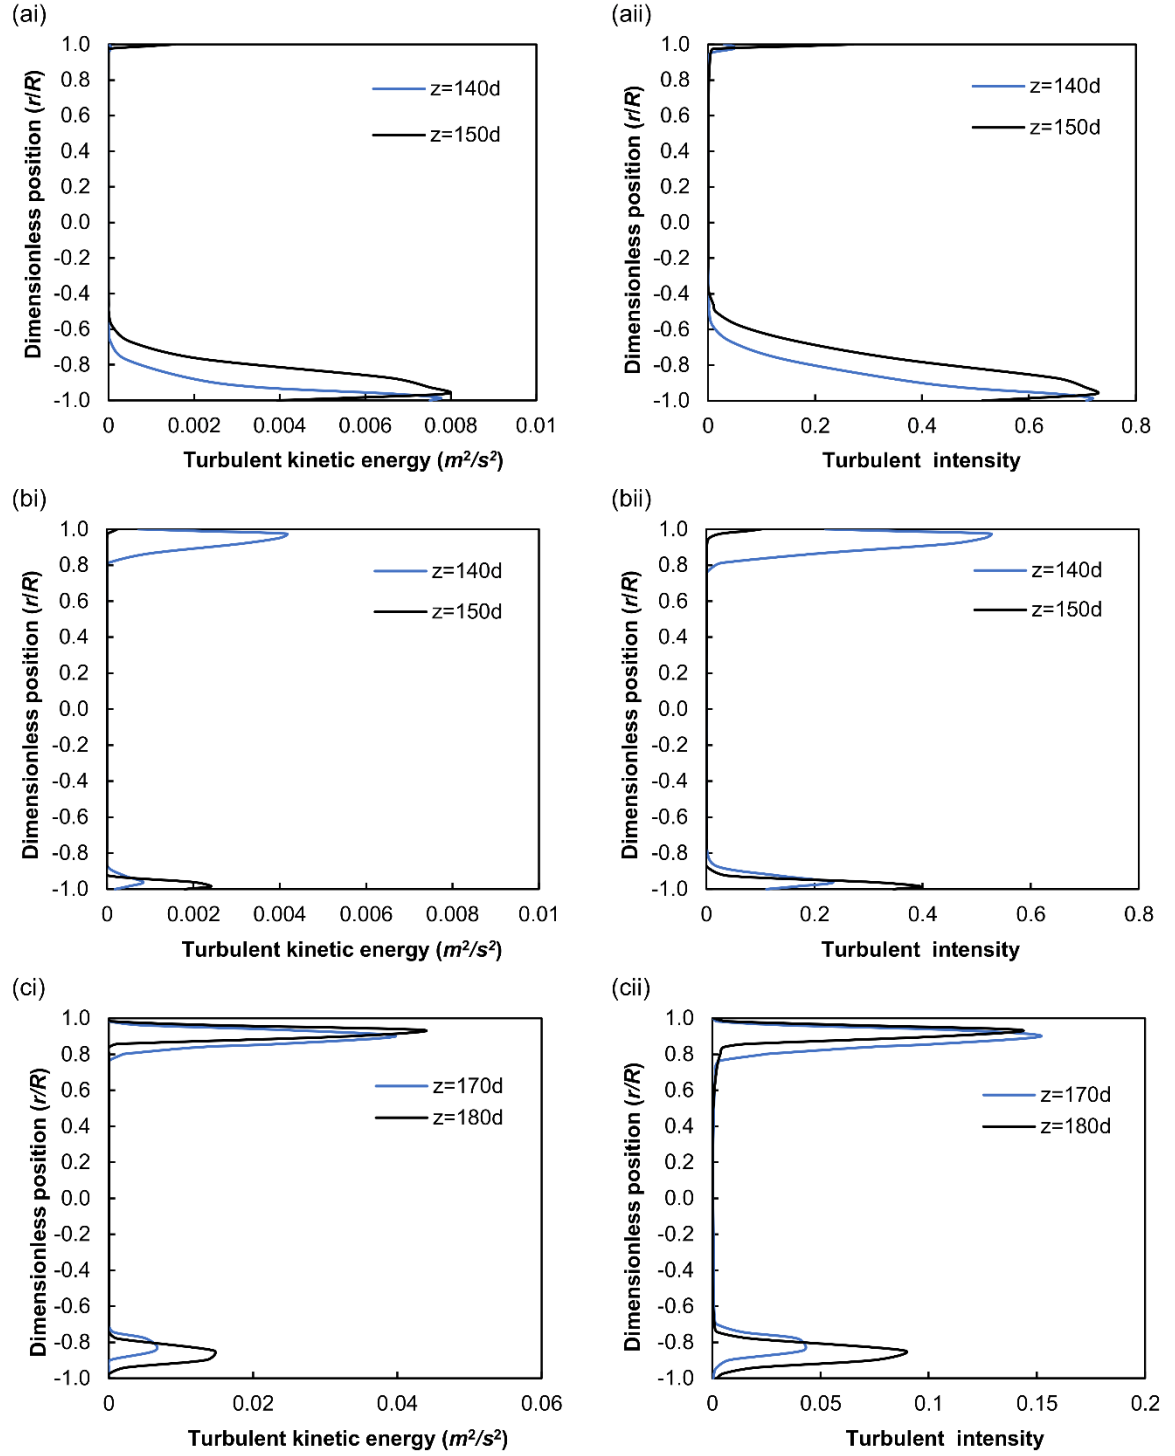 (ai)
1.0
0.8
0.6
0.4
0.2
0.0
-0.2
-0.4
-0.6
-0.8
-1.0
Dimensionless position (r/R)
z=140d
z=150d
0 0.002 0.004 0.006 0.008 0.01
Turbulent kinetic energy (m²/s²)
(aii)
1.0
0.8
0.6
0.4
0.2
0.0
-0.2
-0.4
-0.6
-0.8
-1.0
Dimensionless position (r/R)
z=140d
z=150d
0 0.2 0.4 0.6 0.8
Turbulent intensity
(bi)
1.0
0.8
0.6
0.4
0.2
0.0
-0.2
-0.4
-0.6
-0.8
-1.0
Dimensionless position (r/R)
z=140d
z=150d
0 0.002 0.004 0.006 0.008 0.01
Turbulent kinetic energy (m²/s²)
(bii)
1.0
0.8
0.6
0.4
0.2
0.0
-0.2
-0.4
-0.6
-0.8
-1.0
Dimensionless position (r/R)
z=140d
z=150d
0 0.2 0.4 0.6 0.8
Turbulent intensity
(ci)
1.0
0.8
0.6
0.4
0.2
0.0
-0.2
-0.4
-0.6
-0.8
-1.0
Dimensionless position (r/R)
z=170d
z=180d
0 0.02 0.04 0.06
Turbulent kinetic energy (m²/s²)
(cii)
1.0
0.8
0.6
0.4
0.2
0.0
-0.2
-0.4
-0.6
-0.8
-1.0
Dimensionless position (r/R)
z=170d
z=180d
0 0.05 0.1 0.15 0.2
Turbulent intensity